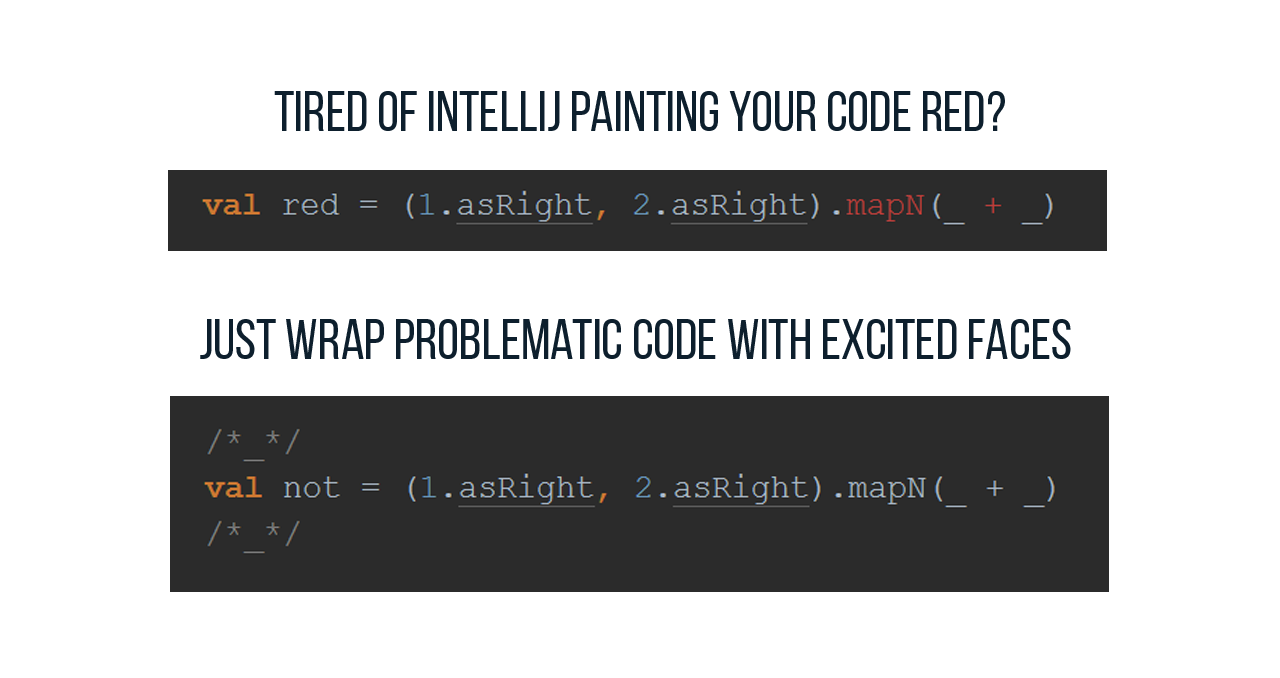 TIRED OF INTELLIJ PAINTING YOUR CODE RED?
val red = (1.asRight, 2.asRight).mapN(_ + _)
JUST WRAP PROBLEMATIC CODE WITH EXCITED FACES
/*_*/
val not = (1.asRight, 2.asRight).mapN(_ + _)
/*_*/